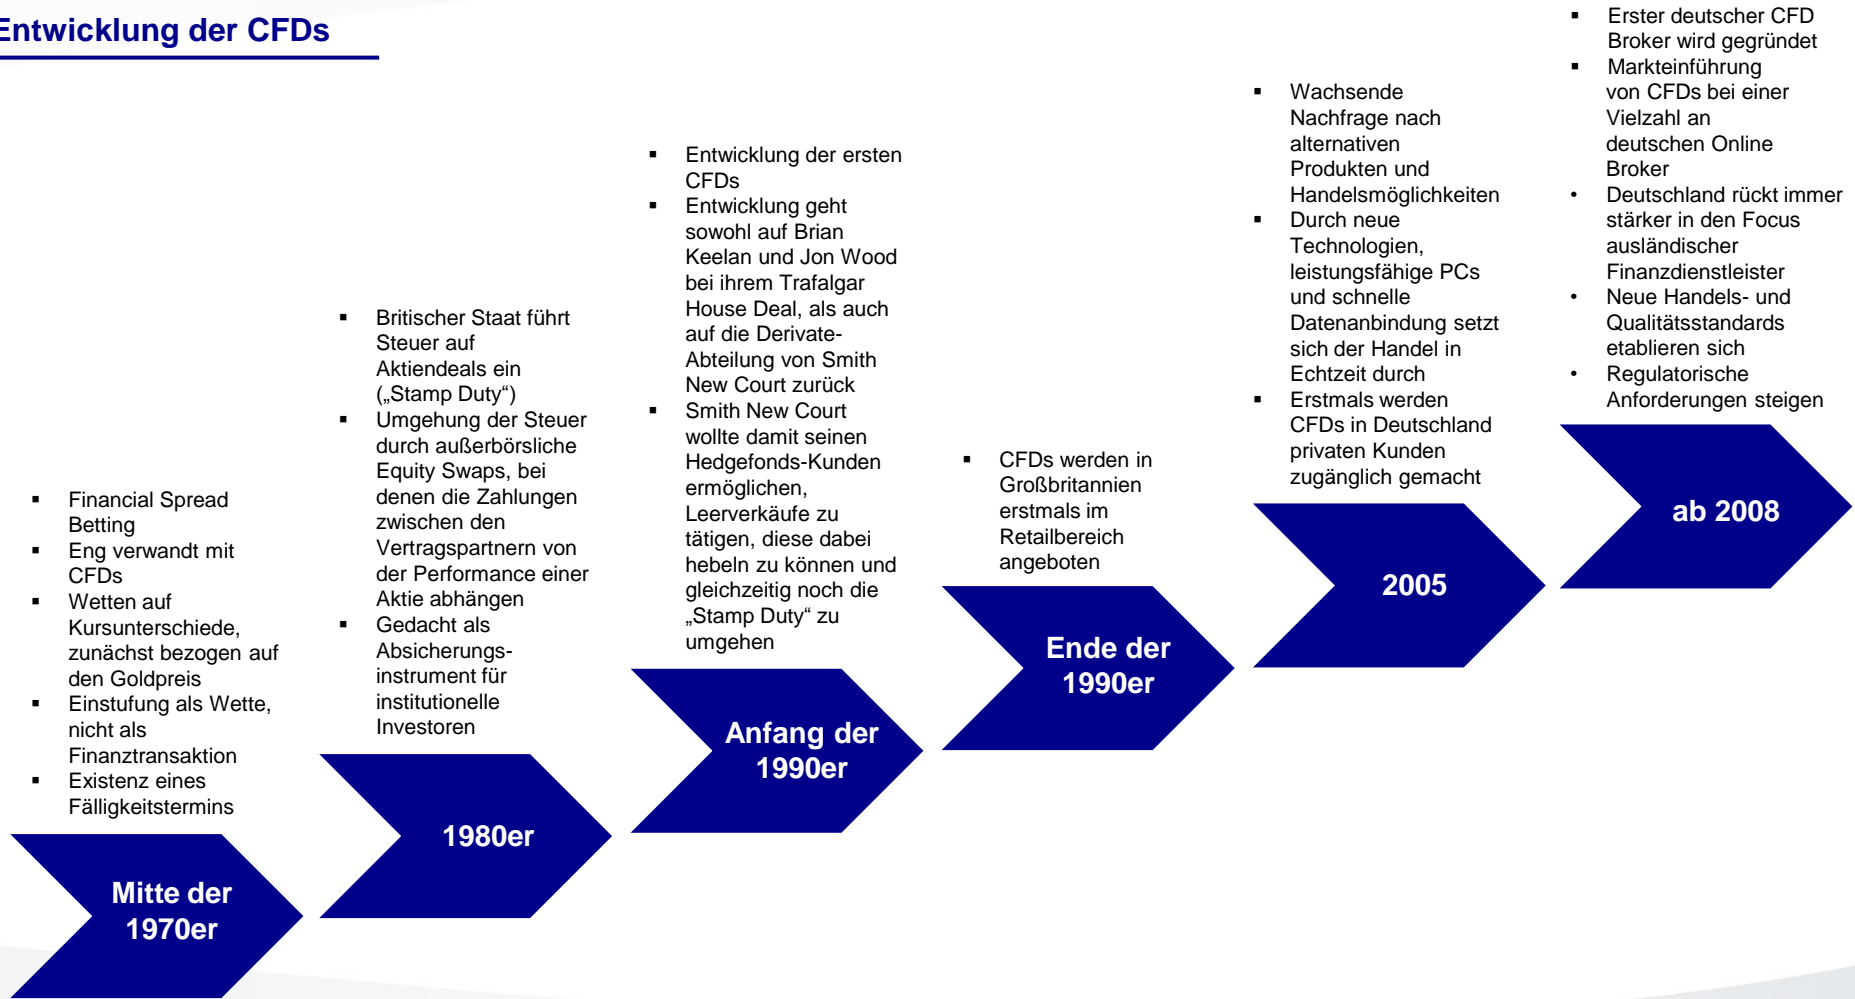 Entwicklung der CFDs
▪ Financial Spread
Betting
▪ Eng verwandt mit
CFDs
▪ Wetten auf
Kursunterschiede,
zunächst bezogen auf
den Goldpreis
▪ Einstufung als Wette,
nicht als
Finanztransaktion
▪ Existenz eines
Fälligkeitstermins
Mitte der
1970er
▪ Britischer Staat führt
Steuer auf
Aktiendeals ein
(„Stamp Duty“)
▪ Umgehung der Steuer
durch außerbörsliche
Equity Swaps, bei
denen die Zahlungen
zwischen den
Vertragspartnern von
der Performance einer
Aktie abhängen
▪ Gedacht als
Absicherungs-
instrument für
institutionelle
Investoren
1980er
▪ Entwicklung der ersten
CFDs
▪ Entwicklung geht
sowohl auf Brian
Keelan und Jon Wood
bei ihrem Trafalgar
House Deal, als auch
auf die Derivate-
Abteilung von Smith
New Court zurück
▪ Smith New Court
wollte damit seinen
Hedgefonds-Kunden
ermöglichen,
Leerverkäufe zu
tätigen, diese dabei
hebeln zu können und
gleichzeitig noch die
„Stamp Duty“ zu
umgehen
Anfang der
1990er
▪ CFDs werden in
Großbritannien
erstmals im
Retailbereich
angeboten
Ende der
1990er
▪ Wachsende
Nachfrage nach
alternativen
Produkten und
Handelsmöglichkeiten
▪ Durch neue
Technologien,
leistungsfähige PCs
und schnelle
Datenanbindung setzt
sich der Handel in
Echtzeit durch
▪ Erstmals werden
CFDs in Deutschland
privaten Kunden
zugänglich gemacht
2005
▪ Erster deutscher CFD
Broker wird gegründet
▪ Markteinführung
von CFDs bei einer
Vielzahl an
deutschen Online
Broker
• Deutschland rückt immer
stärker in den Focus
ausländischer
Finanzdienstleister
• Neue Handels- und
Qualitätsstandards
etablieren sich
• Regulatorische
Anforderungen steigen
ab 2008